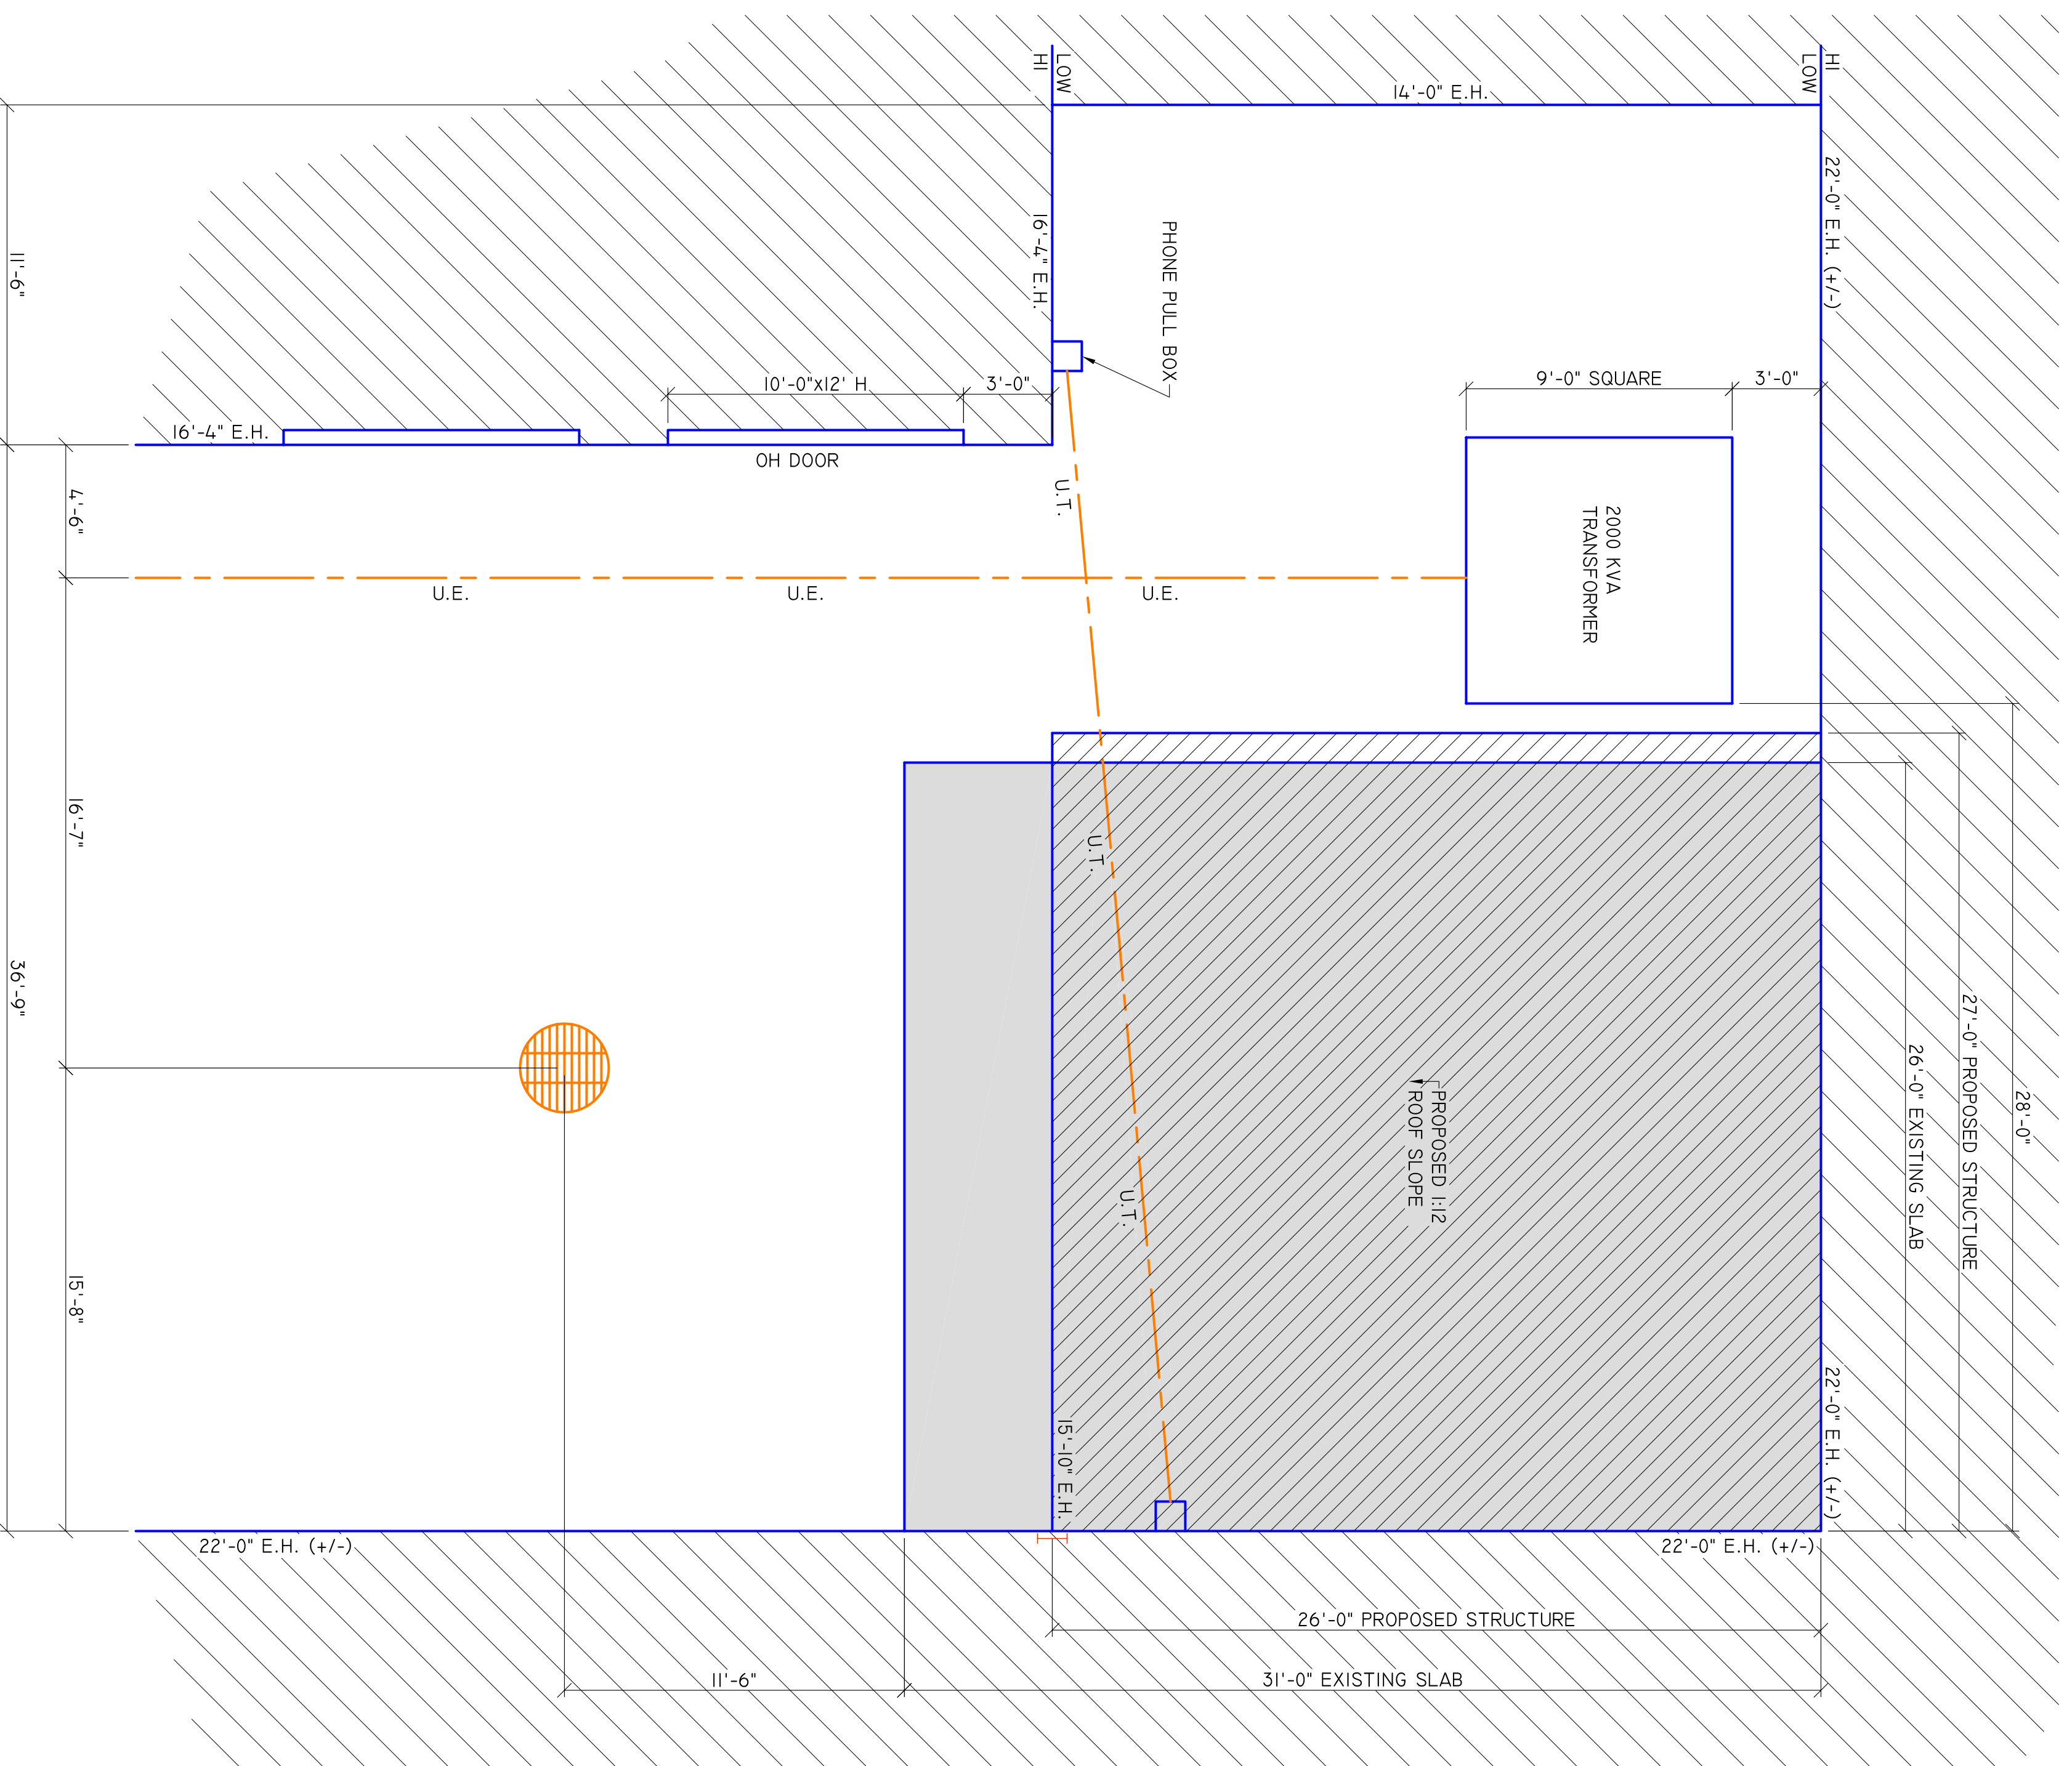 HI
LOW
HI
LOW
14'-0" E.H.
22'-0" E.H. (+/-)
16'-4" E.H.
PHONE PULL BOX
11'-6"
10'-0"x12' H
3'-0"
9'-0" SQUARE
3'-0"
16'-4" E.H.
OH DOOR
4'-6"
U.T.
2000 KVA
TRANSFORMER
U.E.
U.E.
U.E.
16'-7"
U.T.
36'-9"
27'-0" PROPOSED STRUCTURE
26'-0" EXISTING SLAB
28'-0"
PROPOSED 1:12
ROOF SLOPE
U.T.
15'-8"
15'-10" E.H.
22'-0" E.H. (+/-)
22'-0" E.H. (+/-)
22'-0" E.H. (+/-)
26'-0" PROPOSED STRUCTURE
11'-6"
31'-0" EXISTING SLAB